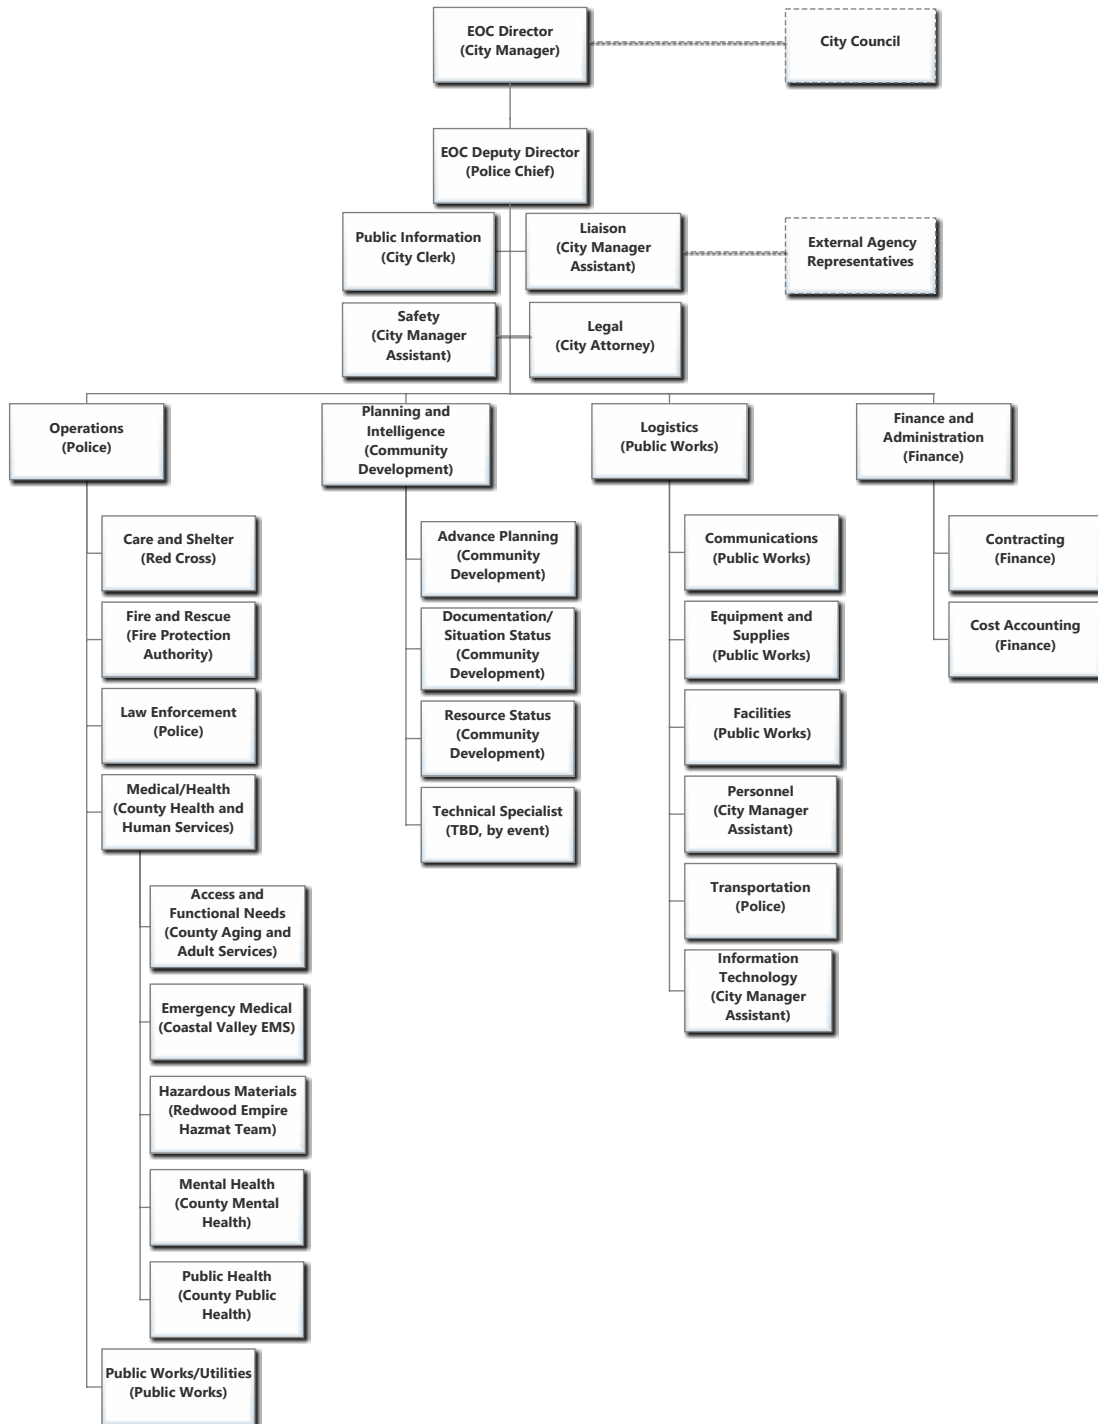 EOC Director
(City Manager)
City Council
EOC Deputy Director
(Police Chief)
Public Information
(City Clerk)
Liaison
(City Manager
Assistant)
External Agency
Representatives
Safety
(City Manager
Assistant)
Legal
(City Attorney)
Operations
(Police)
Planning and
Intelligence
(Community
Development)
Logistics
(Public Works)
Finance and
Administration
(Finance)
Care and Shelter
(Red Cross)
Fire and Rescue
(Fire Protection
Authority)
Law Enforcement
(Police)
Medical/Health
(County Health and
Human Services)
Access and
Functional Needs
(County Aging and
Adult Services)
Emergency Medical
(Coastal Valley EMS)
Hazardous Materials
(Redwood Empire
Hazmat Team)
Mental Health
(County Mental
Health)
Public Health
(County Public
Health)
Public Works/Utilities
(Public Works)
Advance Planning
(Community
Development)
Documentation/
Situation Status
(Community
Development)
Resource Status
(Community
Development)
Technical Specialist
(TBD, by event)
Communications
(Public Works)
Equipment and
Supplies
(Public Works)
Facilities
(Public Works)
Personnel
(City Manager
Assistant)
Transportation
(Police)
Information
Technology
(City Manager
Assistant)
Contracting
(Finance)
Cost Accounting
(Finance)